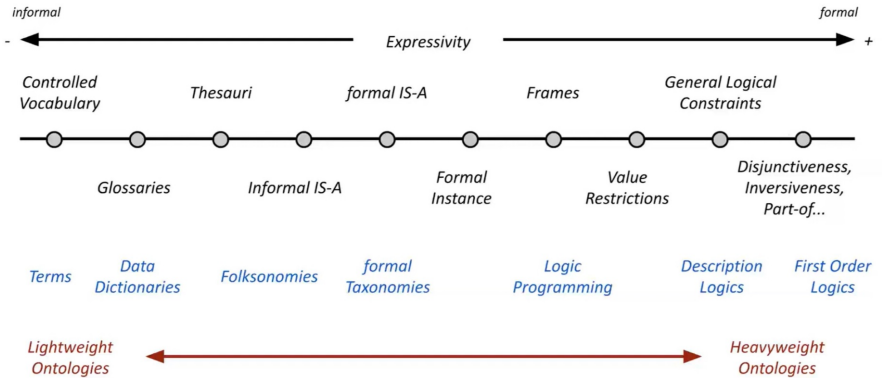 informal
formal
- Expressivity +
Controlled
Vocabulary
Thesauri
formal IS-A
Frames
General Logical
Constraints
Glossaries
Informal IS-A
Formal
Instance
Value
Restrictions
Disjunctiveness,
Inversiveness,
Part-of...
Terms
Data
Dictionaries
Folksonomies
formal
Taxonomies
Logic
Programming
Description
Logics
First Order
Logics
Lightweight
Ontologies
Heavyweight
Ontologies